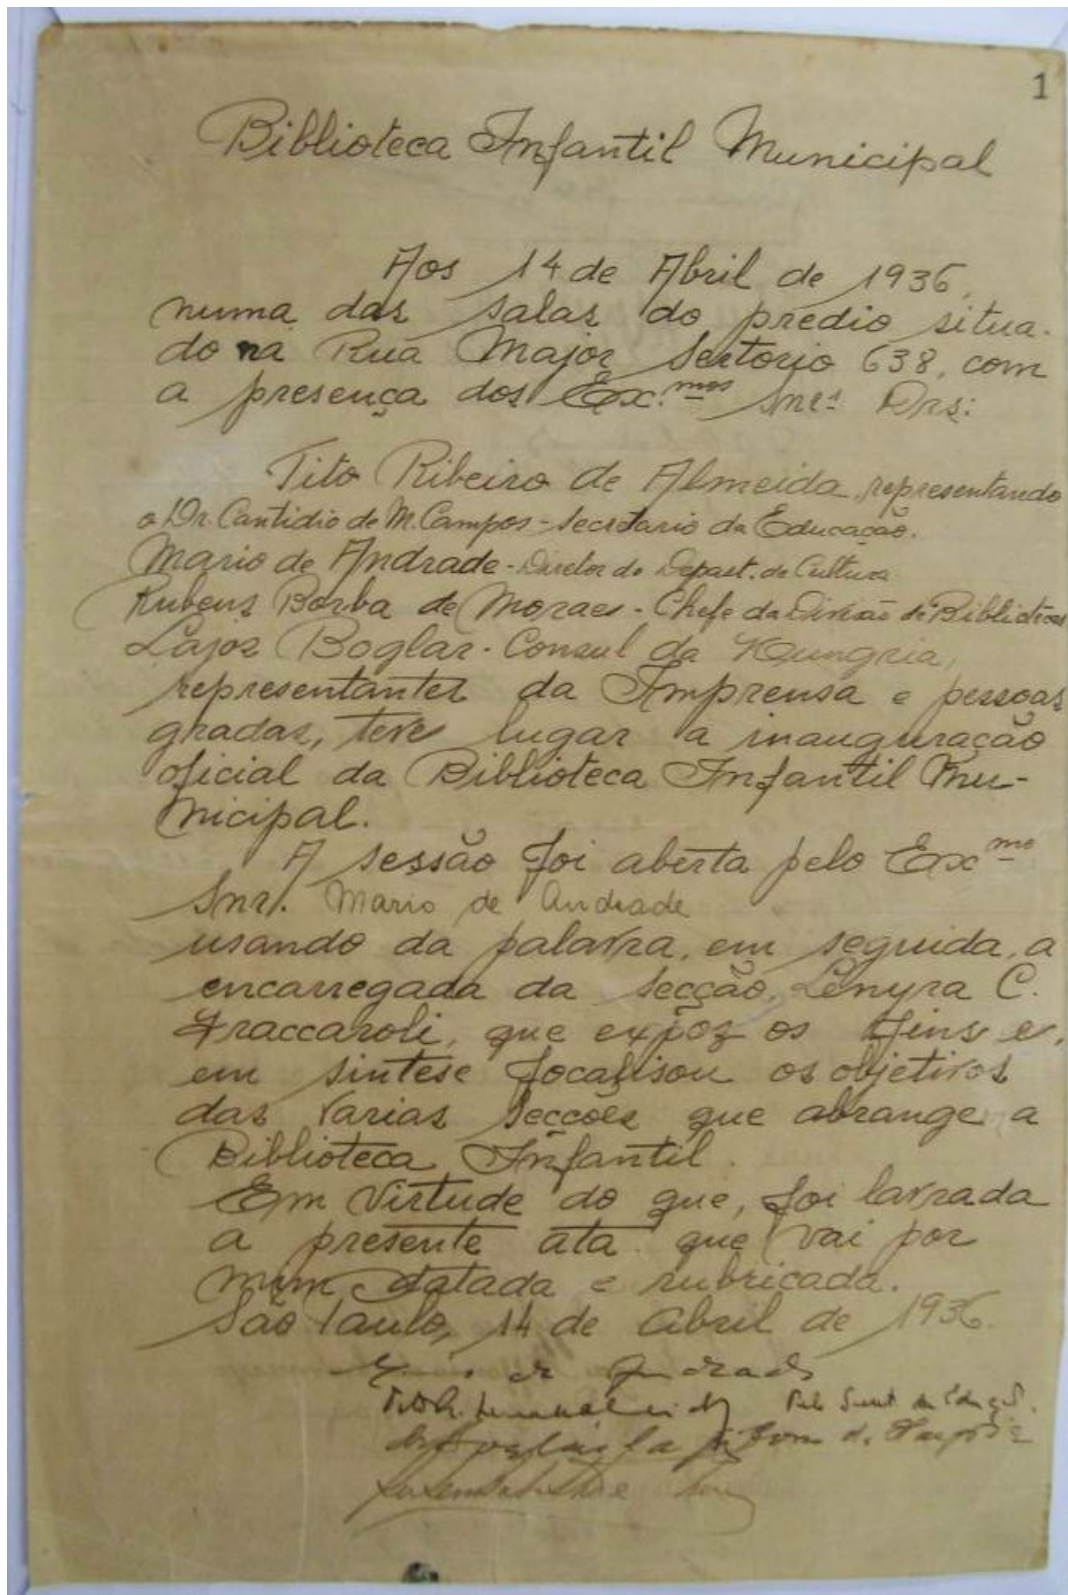 1
Biblioteca Infantil Municipal
Aos 14 de Abril de 1936,
numa das salas do predio situa-
do na Rua Major Sertorio 638, com
a presença dos Ex.mos Snrs. Drs:
Tito Ribeiro de Almeida, representando
o Dr. Cantidio de M. Campos - Secretario da Educação.
Mario de Andrade - Diretor do Depart. de Cultura
Rubens Borba de Moraes - Chefe da Divisão de Bibliotecas
Lajos Boglar - Consul da Hungria,
representantes da Imprensa e pessoas
gradas, teve lugar a inauguração
oficial da Biblioteca Infantil Mu-
nicipal.
A sessão foi aberta pelo Exmo
Snr. Mario de Andrade
usando da palavra, em seguida, a
encarregada da secção, Lenyra C.
Fraccaroli, que expôz os fins e,
em sintese focalisou os objetivos
das varias secções que abrange a
Biblioteca Infantil.
Em virtude do que, foi lavrada
a presente ata que vai por
mim datada e rubricada.
São Paulo, 14 de Abril de 1936.
de Andrade